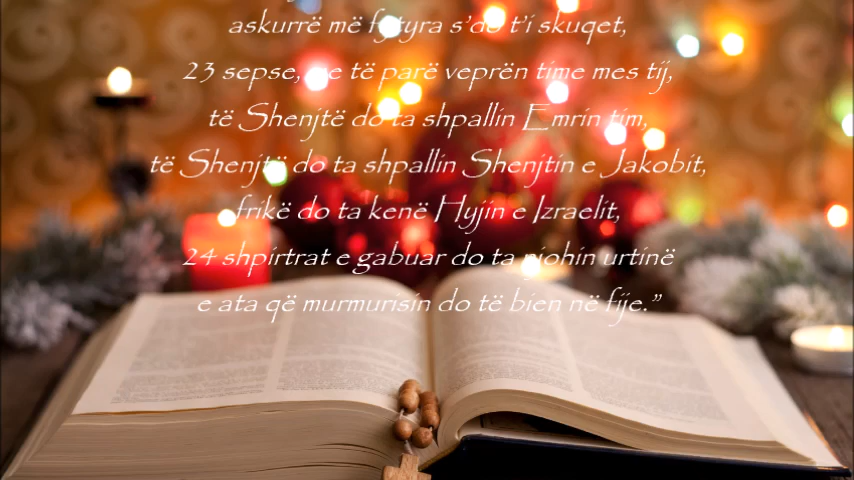 askurrë më fytyra s’do t’i skuqet,
23 sepse, me të parë veprën time mes tij,
të Shenjtë do ta shpallin Emrin tim,
të Shenjtë do ta shpallin Shenjtin e Jakobit,
frikë do ta kenë Hyjin e Izraelit,
24 shpirtrat e gabuar do ta njohin urtinë
e ata që murmurisin do të bien në fije.”